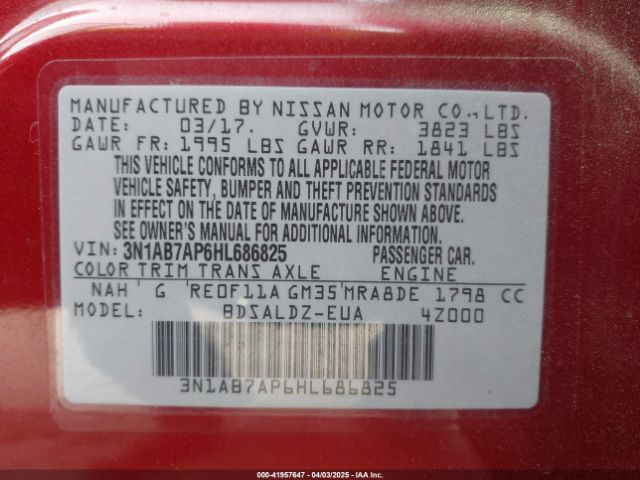 MANUFACTURED BY NISSAN MOTOR CO., LTD.
DATE: 03/17. GVWR: 3823 LBS
GAWR FR: 1995 LBS GAWR RR: 1841 LBS
THIS VEHICLE CONFORMS TO ALL APPLICABLE FEDERAL MOTOR
VEHICLE SAFETY, BUMPER AND THEFT PREVENTION STANDARDS
IN EFFECT ON THE DATE OF MANUFACTURE SHOWN ABOVE.
SEE OWNER'S MANUAL FOR ADDITIONAL INFORMATION.
VIN: 3N1AB7AP6HL686825 PASSENGER CAR.
COLOR TRIM TRANS AXLE ENGINE
NAH G RE0F11A GM35 MRA8DE 1798 CC
MODEL: BDSALDZ-EUA 4Z000
3N1AB7AP6HL686825
000-41957647 - 04/03/2025 - IAA Inc.